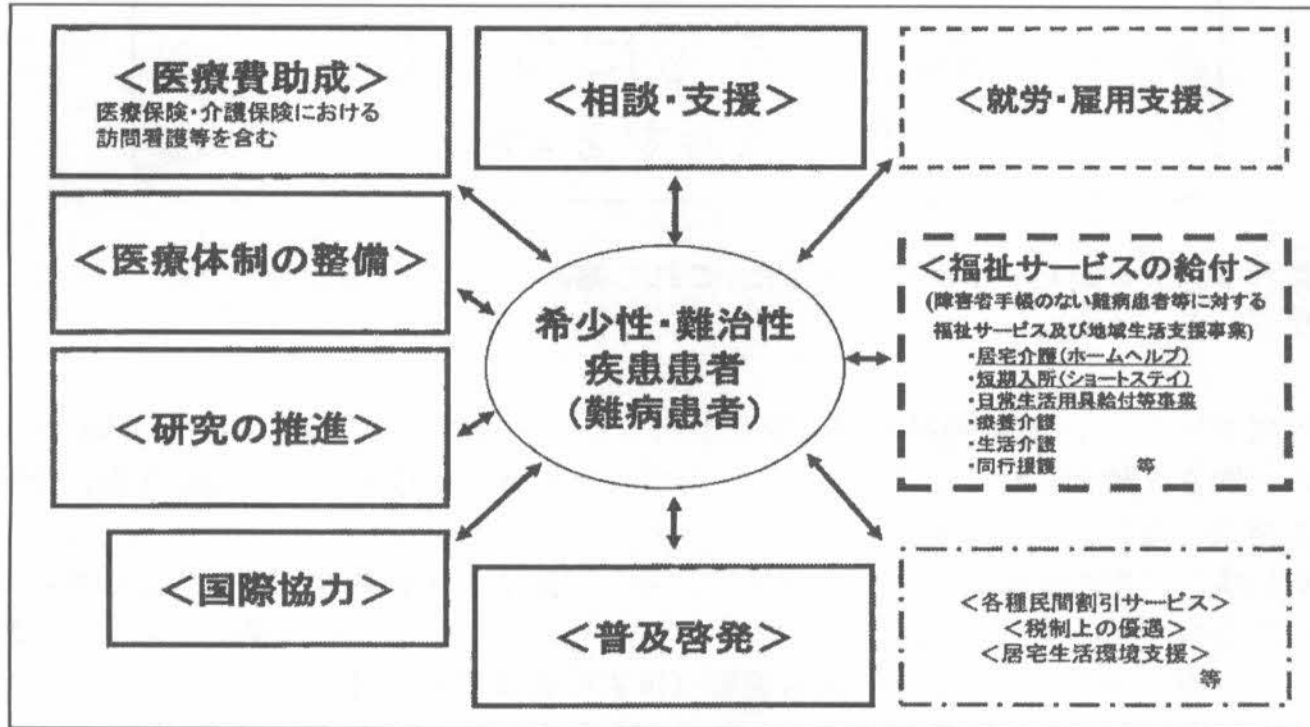 ＜医療費助成＞
医療保険・介護保険における
訪問看護等を含む
＜相談・支援＞
＜就労・雇用支援＞
＜医療体制の整備＞
＜福祉サービスの給付＞
(障害者手帳のない難病患者等に対する
福祉サービス及び地域生活支援事業)
・居宅介護(ホームヘルプ)
・短期入所(ショートステイ)
・日常生活用具給付等事業
・療養介護
・生活介護
・同行援護　等
希少性・難治性
疾患患者
(難病患者)
＜研究の推進＞
＜国際協力＞
＜普及啓発＞
＜各種民間割引サービス＞
＜税制上の優遇＞
＜居宅生活環境支援＞
等